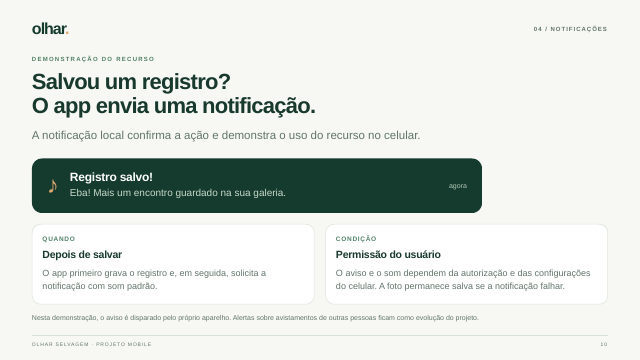 olhar.
04 / NOTIFICAÇÕES
DEMONSTRAÇÃO DO RECURSO
Salvou um registro?
O app envia uma notificação.
A notificação local confirma a ação e demonstra o uso do recurso no celular.
♪
Registro salvo!
Eba! Mais um encontro guardado na sua galeria.
agora
QUANDO
Depois de salvar
O app primeiro grava o registro e, em seguida, solicita a
notificação com som padrão.
CONDIÇÃO
Permissão do usuário
O aviso e o som dependem da autorização e das configurações
do celular. A foto permanece salva se a notificação falhar.
Nesta demonstração, o aviso é disparado pelo próprio aparelho. Alertas sobre avistamentos de outras pessoas ficam como evolução do projeto.
OLHAR SELVAGEM · PROJETO MOBILE
10